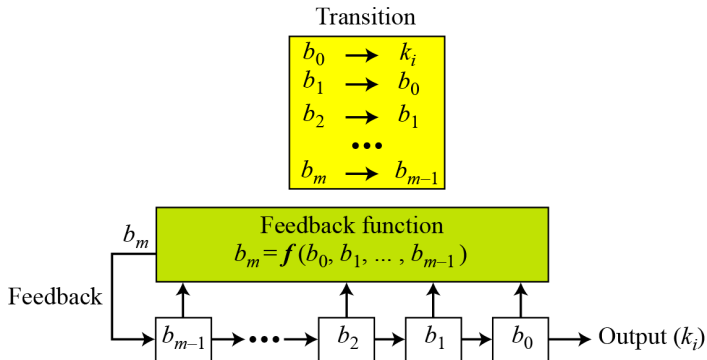 Transition
b₀ → kᵢ
b₁ → b₀
b₂ → b₁
•••
bₘ → bₘ₋₁
Feedback function
bₘ = f (b₀, b₁, ... , bₘ₋₁)
bₘ
Feedback
bₘ₋₁ ••• b₂ b₁ b₀ Output (kᵢ)